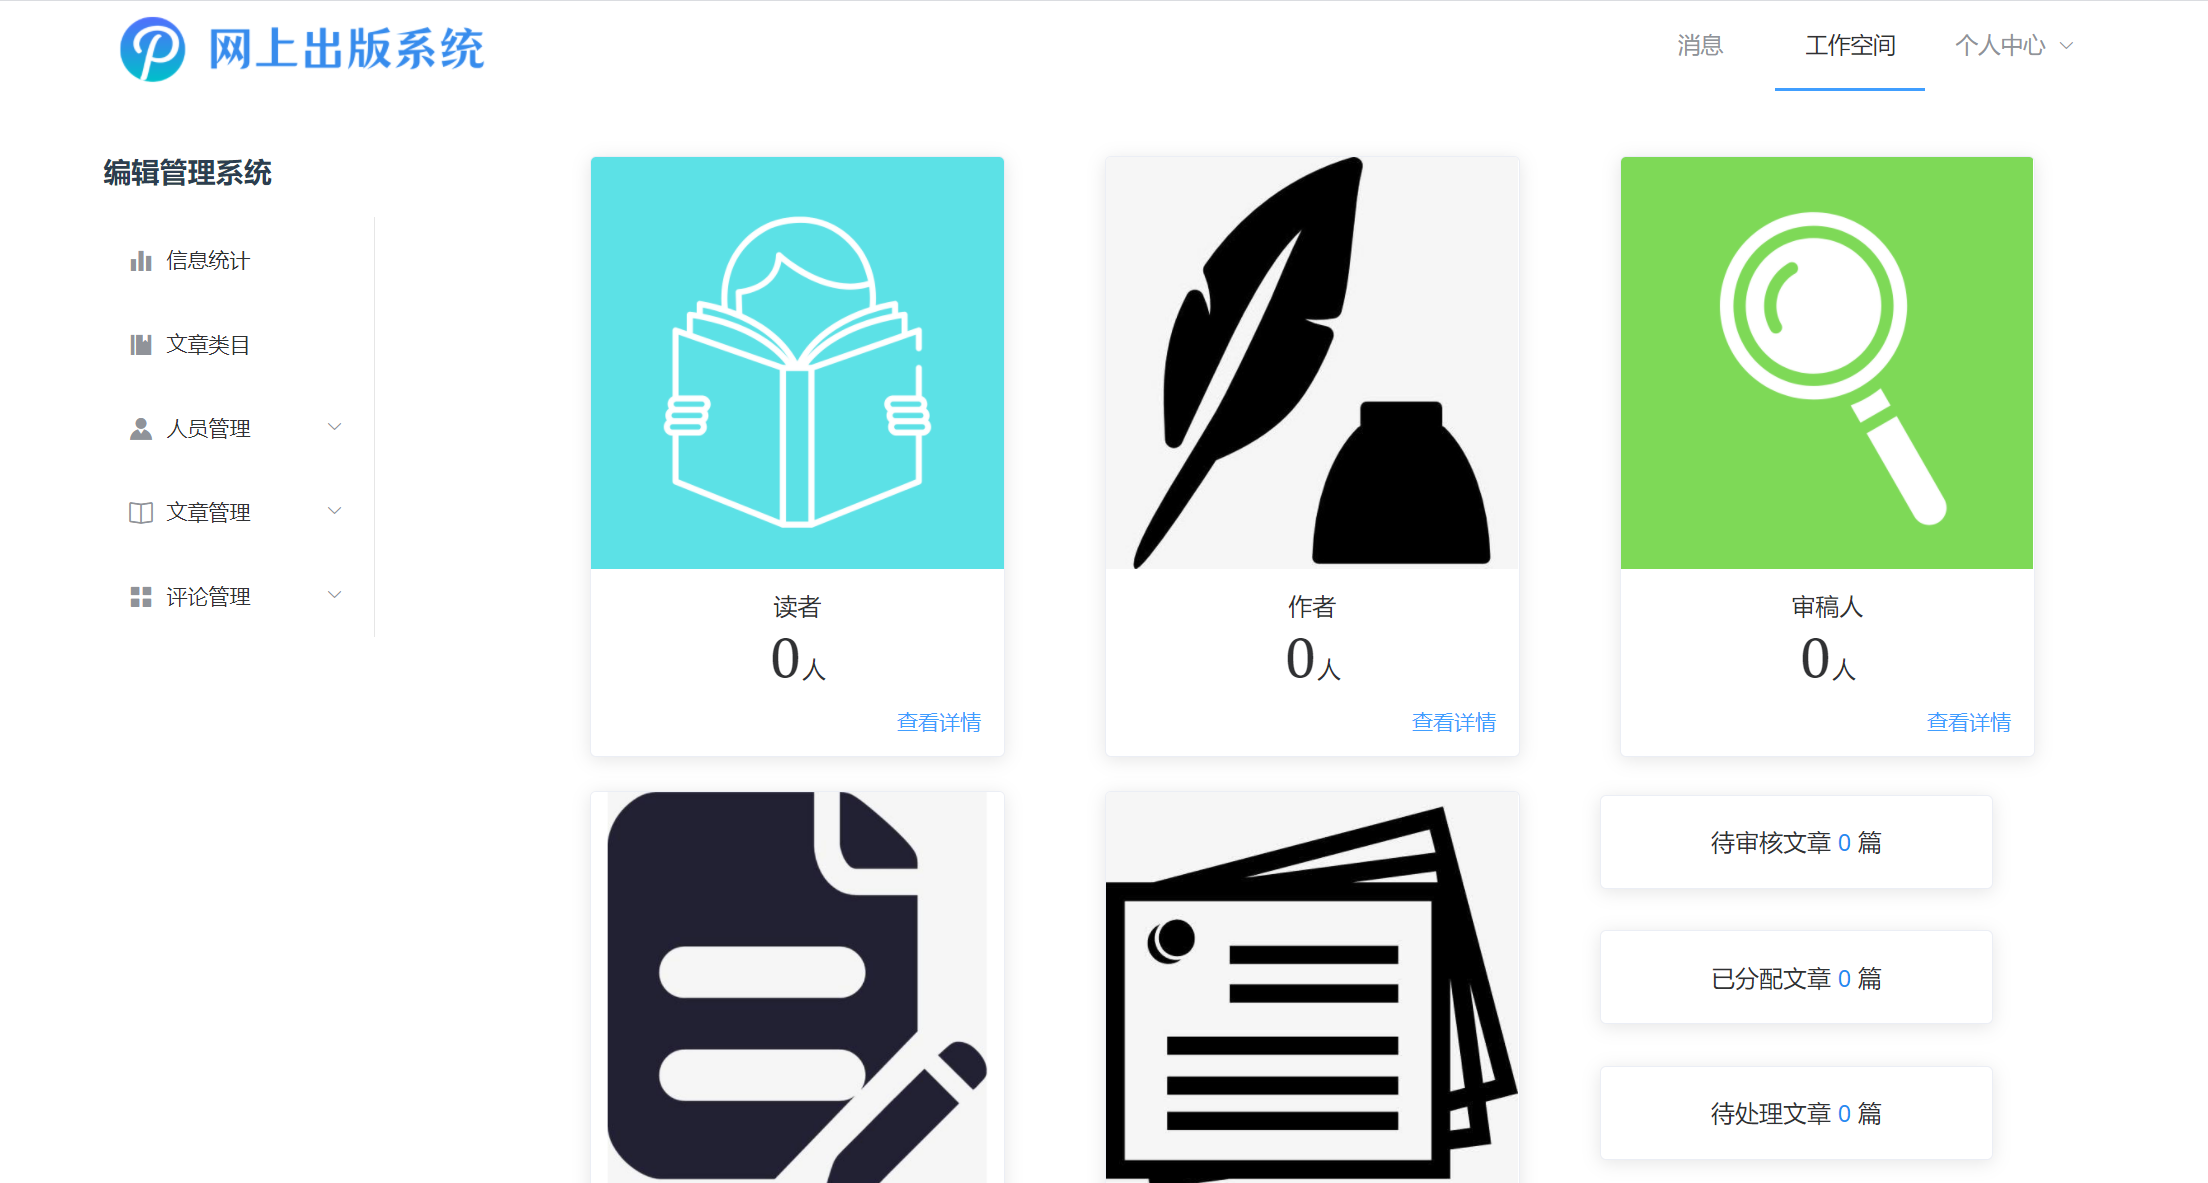 网上出版系统
消息
工作空间
个人中心
编辑管理系统
信息统计
文章类目
人员管理
文章管理
评论管理
读者
0人
查看详情
作者
0人
查看详情
审稿人
0人
查看详情
待审核文章 0 篇
已分配文章 0 篇
待处理文章 0 篇